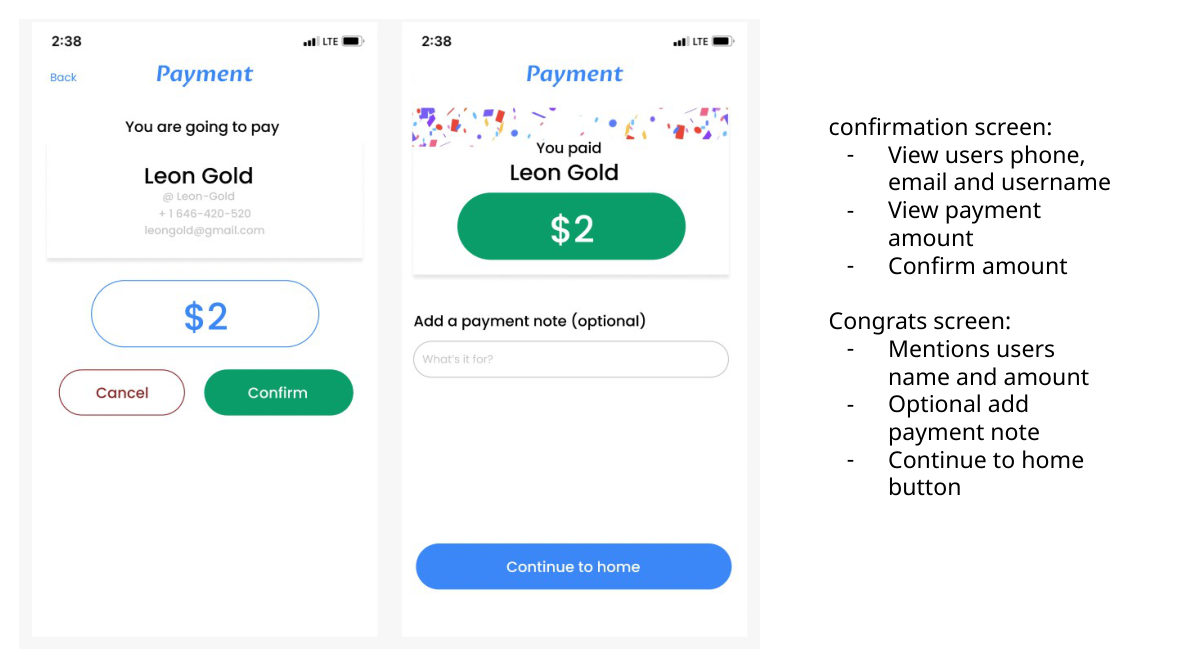 2:38
LTE
Back
Payment
You are going to pay
Leon Gold
@ Leon-Gold
+ 1 646-420-520
leongold@gmail.com
$2
Cancel
Confirm
2:38
LTE
Payment
You paid
Leon Gold
$2
Add a payment note (optional)
What's it for?
Continue to home
confirmation screen:
- View users phone,
email and username
- View payment
amount
- Confirm amount
Congrats screen:
- Mentions users
name and amount
- Optional add
payment note
- Continue to home
button